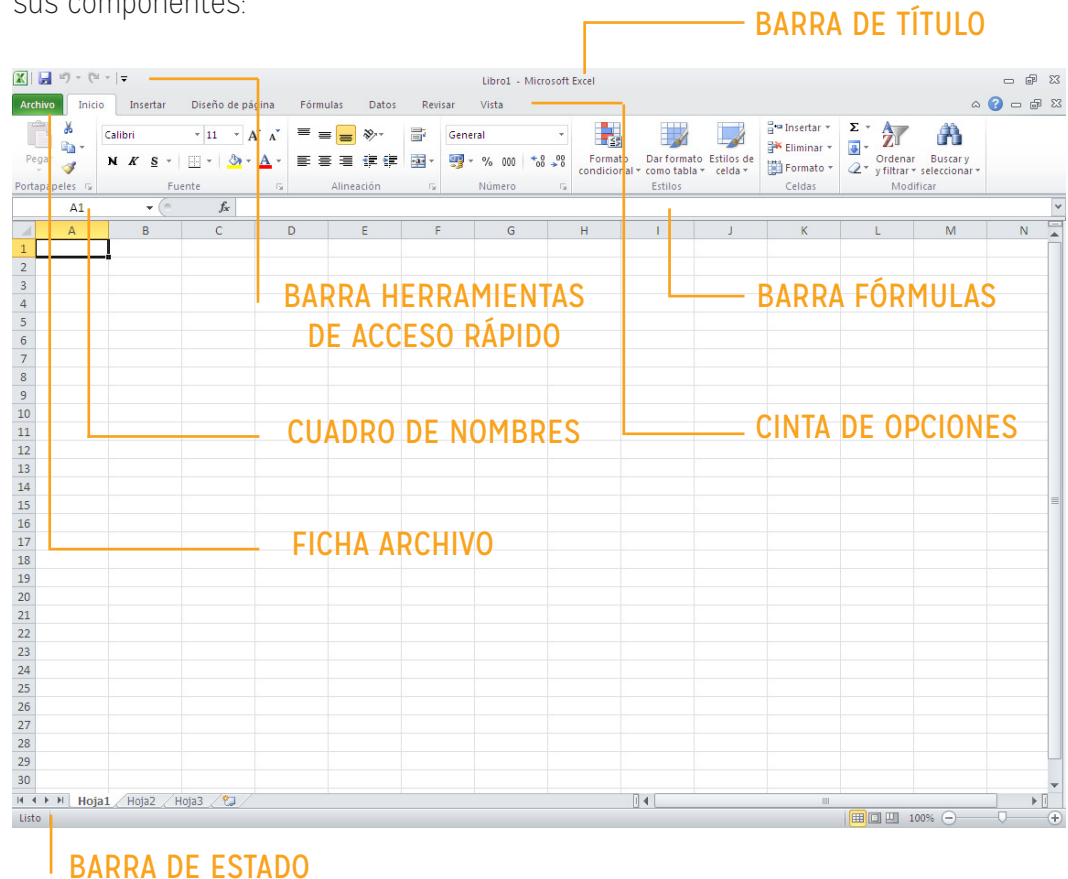 sus componentes:
BARRA DE TÍTULO
Libro1 - Microsoft Excel
Archivo Inicio Insertar Diseño de página Fórmulas Datos Revisar Vista
Calibri 11 General
Insertar
Eliminar
Formato
N K S % 000
Formato condicional
Dar formato como tabla
Estilos de celda
Ordenar y filtrar
Buscar y seleccionar
Portapapeles Fuente Alineación Número Estilos Celdas Modificar
A1 fx
A B C D E F G H I J K L M N
1
2
3
4
5
6
7
8
9
10
11
12
13
14
15
16
17
18
19
20
21
22
23
24
25
26
27
28
29
30
BARRA HERRAMIENTAS
DE ACCESO RÁPIDO
BARRA FÓRMULAS
CUADRO DE NOMBRES
CINTA DE OPCIONES
FICHA ARCHIVO
Hoja1 Hoja2 Hoja3
Listo 100%
BARRA DE ESTADO